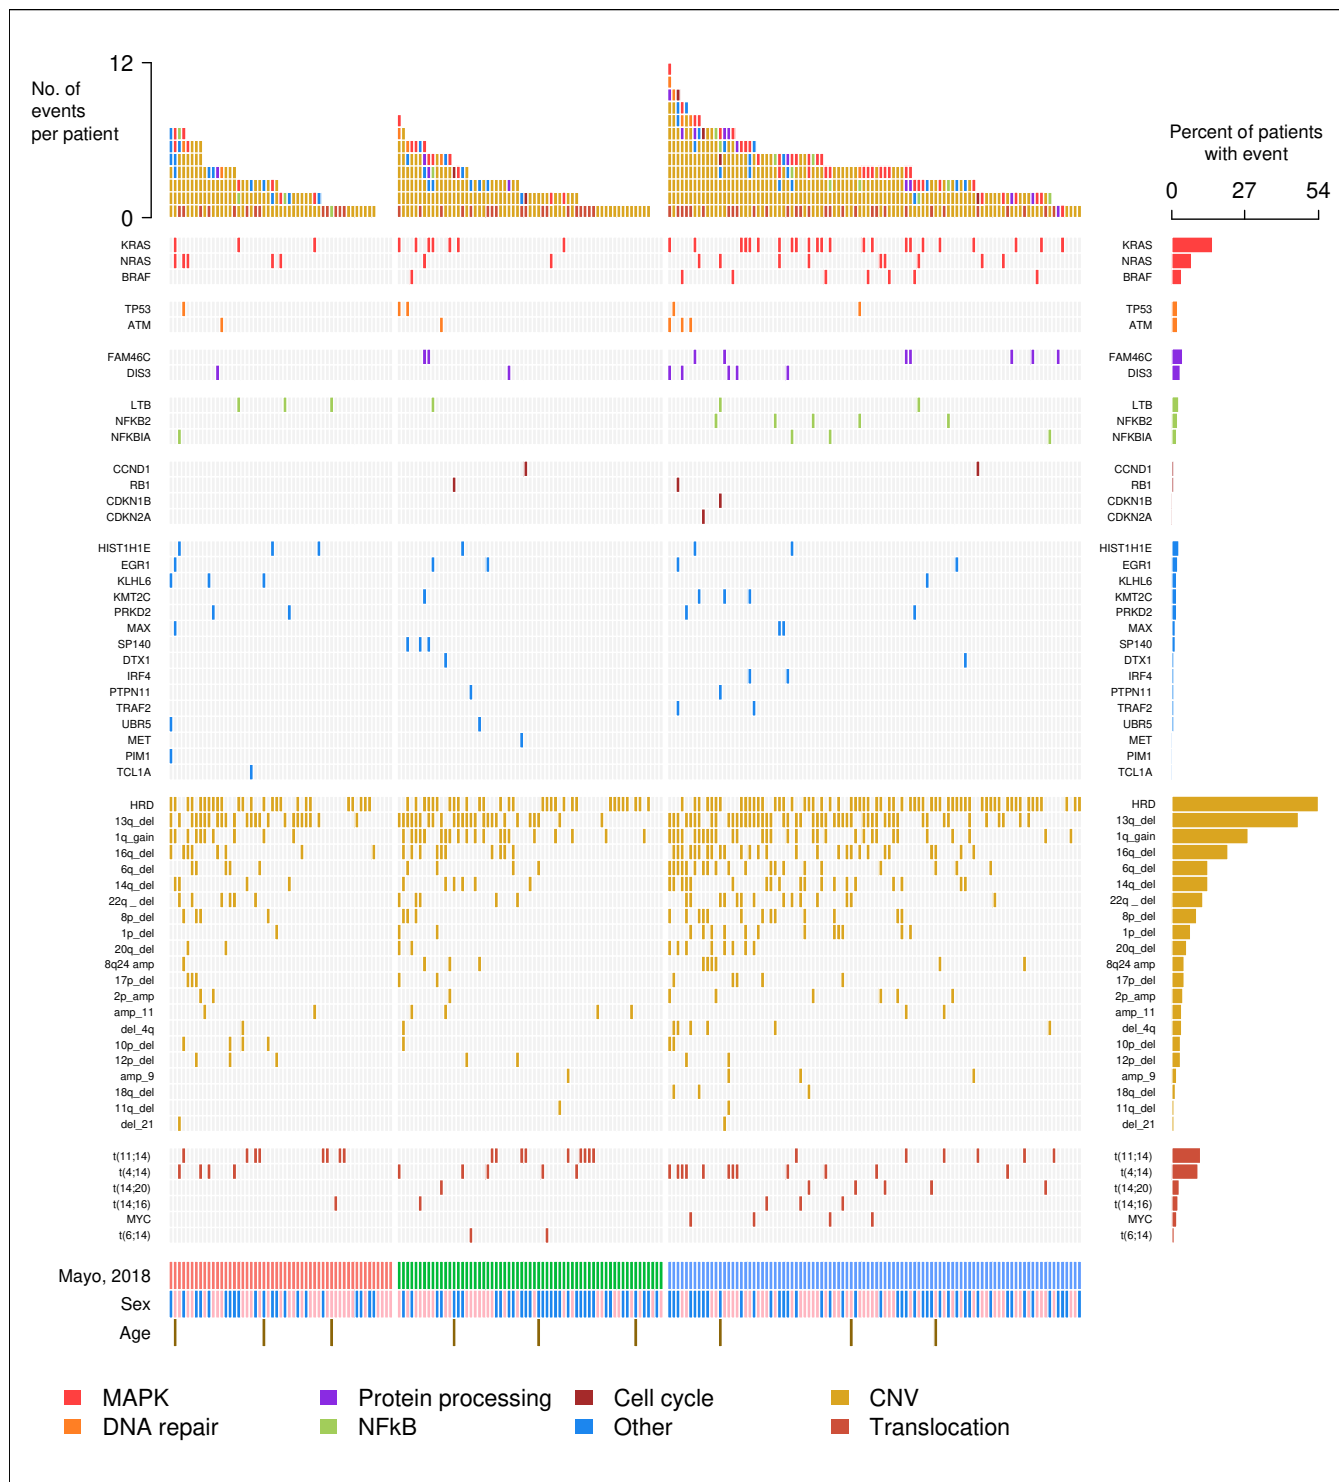 12
No. of
events
per patient
0
Percent of patients
with event
0 27 54
KRAS KRAS
NRAS NRAS
BRAF BRAF
TP53 TP53
ATM ATM
FAM46C FAM46C
DIS3 DIS3
LTB LTB
NFKB2 NFKB2
NFKBIA NFKBIA
CCND1 CCND1
RB1 RB1
CDKN1B CDKN1B
CDKN2A CDKN2A
HIST1H1E HIST1H1E
EGR1 EGR1
KLHL6 KLHL6
KMT2C KMT2C
PRKD2 PRKD2
MAX MAX
SP140 SP140
DTX1 DTX1
IRF4 IRF4
PTPN11 PTPN11
TRAF2 TRAF2
UBR5 UBR5
MET MET
PIM1 PIM1
TCL1A TCL1A
HRD HRD
13q_del 13q_del
1q_gain 1q_gain
16q_del 16q_del
6q_del 6q_del
14q_del 14q_del
22q _ del 22q _ del
8p_del 8p_del
1p_del 1p_del
20q_del 20q_del
8q24 amp 8q24 amp
17p_del 17p_del
2p_amp 2p_amp
amp_11 amp_11
del_4q del_4q
10p_del 10p_del
12p_del 12p_del
amp_9 amp_9
18q_del 18q_del
11q_del 11q_del
del_21 del_21
t(11;14) t(11;14)
t(4;14) t(4;14)
t(14;20) t(14;20)
t(14;16) t(14;16)
MYC MYC
t(6;14) t(6;14)
Mayo, 2018
Sex
Age
MAPK Protein processing Cell cycle CNV
DNA repair NFkB Other Translocation